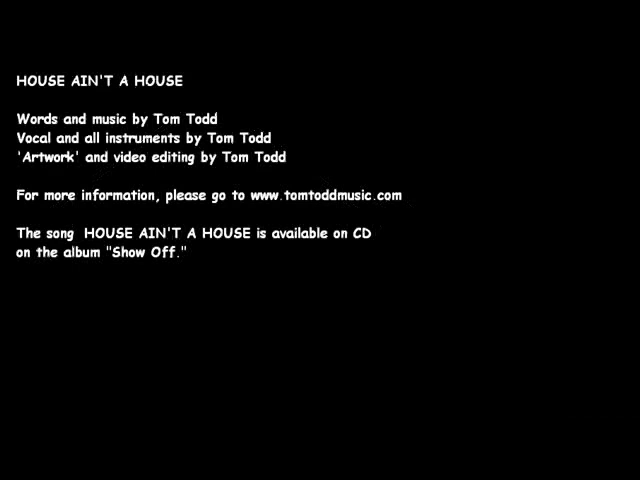 HOUSE AIN'T A HOUSE
Words and music by Tom Todd
Vocal and all instruments by Tom Todd
'Artwork' and video editing by Tom Todd
For more information, please go to www.tomtoddmusic.com
The song  HOUSE AIN'T A HOUSE is available on CD
on the album "Show Off."